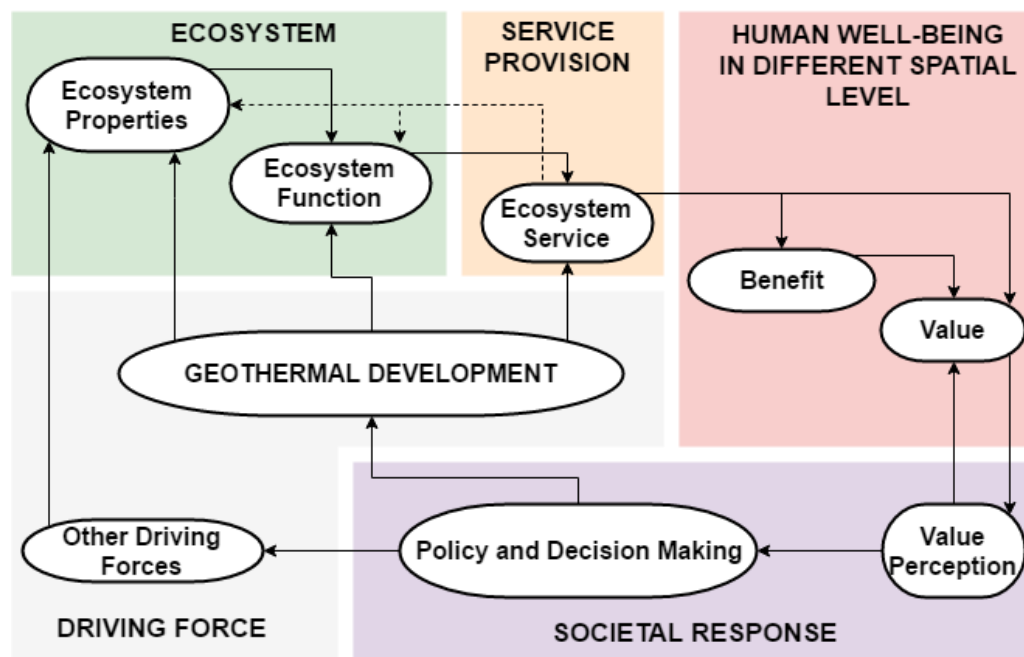 ECOSYSTEM
Ecosystem
Properties
Ecosystem
Function
SERVICE
PROVISION
Ecosystem
Service
HUMAN WELL-BEING
IN DIFFERENT SPATIAL
LEVEL
Benefit
Value
GEOTHERMAL DEVELOPMENT
Other Driving
Forces
DRIVING FORCE
Policy and Decision Making
Value
Perception
SOCIETAL RESPONSE